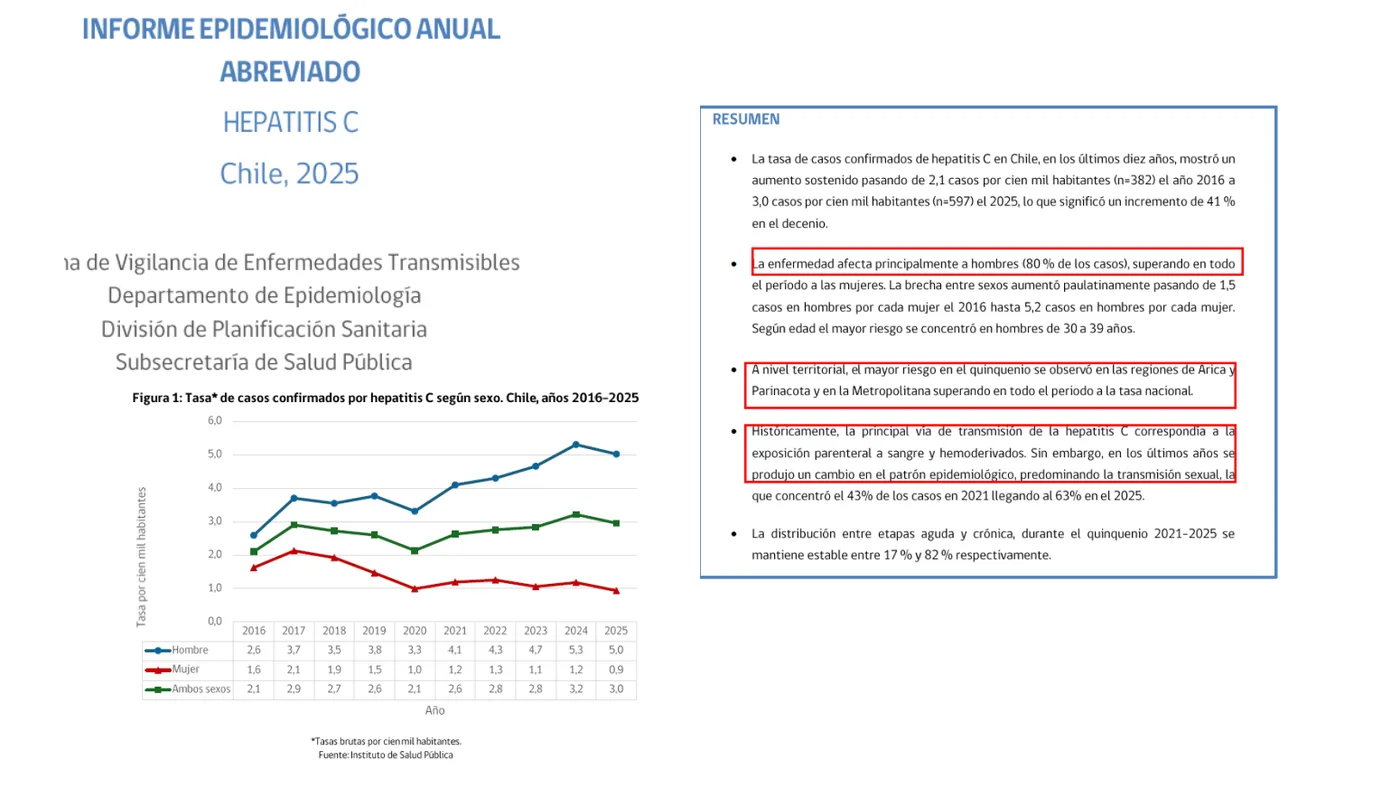 INFORME EPIDEMIOLÓGICO ANUAL
ABREVIADO
HEPATITIS C
Chile, 2025
de Vigilancia de Enfermedades Transmisibles
Departamento de Epidemiología
División de Planificación Sanitaria
Subsecretaría de Salud Pública
Figura 1: Tasa* de casos confirmados por hepatitis C según sexo. Chile, años 2016-2025
Tasa por cien mil habitantes
6,0
5,0
4,0
3,0
2,0
1,0
0,0
2016 2017 2018 2019 2020 2021 2022 2023 2024 2025
Hombre 2,6 3,7 3,5 3,8 3,3 4,1 4,3 4,7 5,3 5,0
Mujer 1,6 2,1 1,9 1,5 1,0 1,2 1,3 1,1 1,2 0,9
Ambos sexos 2,1 2,9 2,7 2,6 2,1 2,6 2,8 2,8 3,2 3,0
Año
*Tasas brutas por cien mil habitantes.
Fuente: Instituto de Salud Pública
RESUMEN
• La tasa de casos confirmados de hepatitis C en Chile, en los últimos diez años, mostró un
aumento sostenido pasando de 2,1 casos por cien mil habitantes (n=382) el año 2016 a
3,0 casos por cien mil habitantes (n=597) el 2025, lo que significó un incremento de 41 %
en el decenio.
• La enfermedad afecta principalmente a hombres (80 % de los casos), superando en todo
el período a las mujeres. La brecha entre sexos aumentó paulatinamente pasando de 1,5
casos en hombres por cada mujer el 2016 hasta 5,2 casos en hombres por cada mujer.
Según edad el mayor riesgo se concentró en hombres de 30 a 39 años.
• A nivel territorial, el mayor riesgo en el quinquenio se observó en las regiones de Arica y
Parinacota y en la Metropolitana superando en todo el periodo a la tasa nacional.
• Históricamente, la principal vía de transmisión de la hepatitis C correspondía a la
exposición parenteral a sangre y hemoderivados. Sin embargo, en los últimos años se
produjo un cambio en el patrón epidemiológico, predominando la transmisión sexual, la
que concentró el 43% de los casos en 2021 llegando al 63% en el 2025.
• La distribución entre etapas aguda y crónica, durante el quinquenio 2021-2025 se
mantiene estable entre 17 % y 82 % respectivamente.